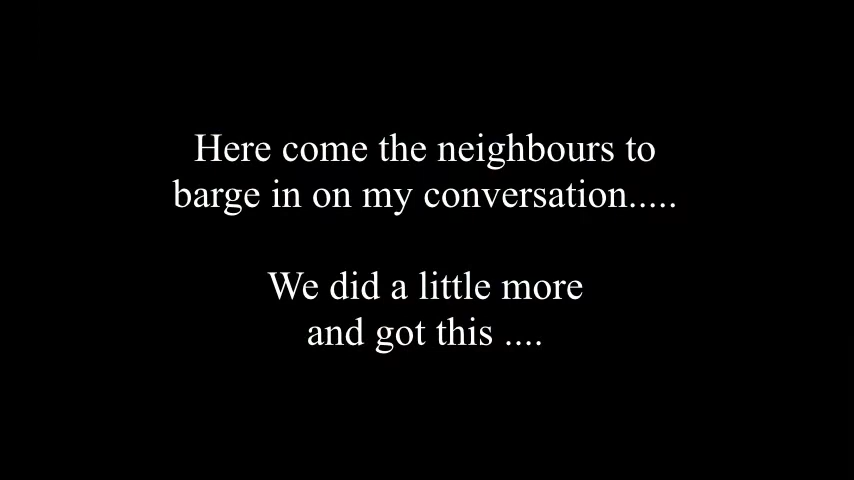 Here come the neighbours to
barge in on my conversation.....
We did a little more
and got this ....